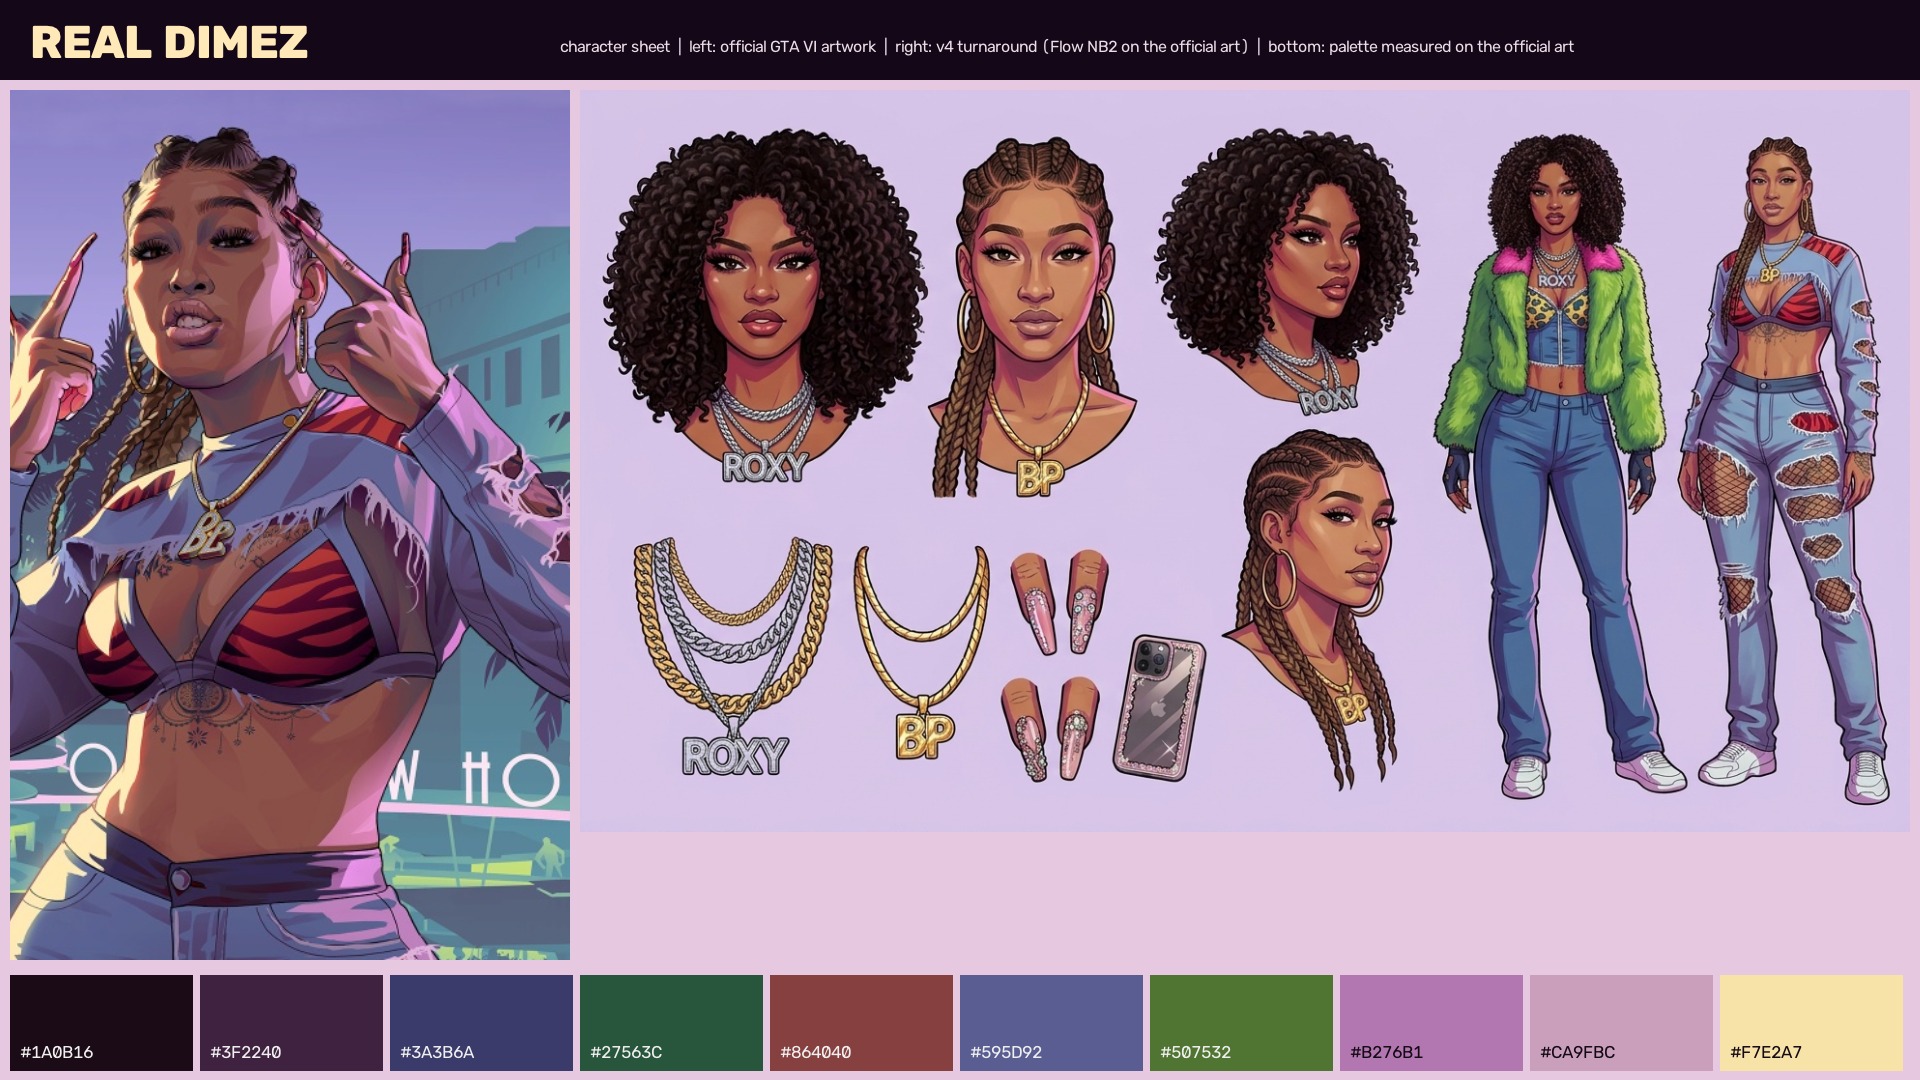 REAL DIMEZ
character sheet | left: official GTA VI artwork | right: v4 turnaround (Flow NB2 on the official art) | bottom: palette measured on the official art
ROXY
BP
ROXY
ROXY
BP
BP
W HO
ROXY
BP
BP
#1A0B16
#3F2240
#3A3B6A
#27563C
#864040
#595D92
#507532
#B276B1
#CA9FBC
#F7E2A7